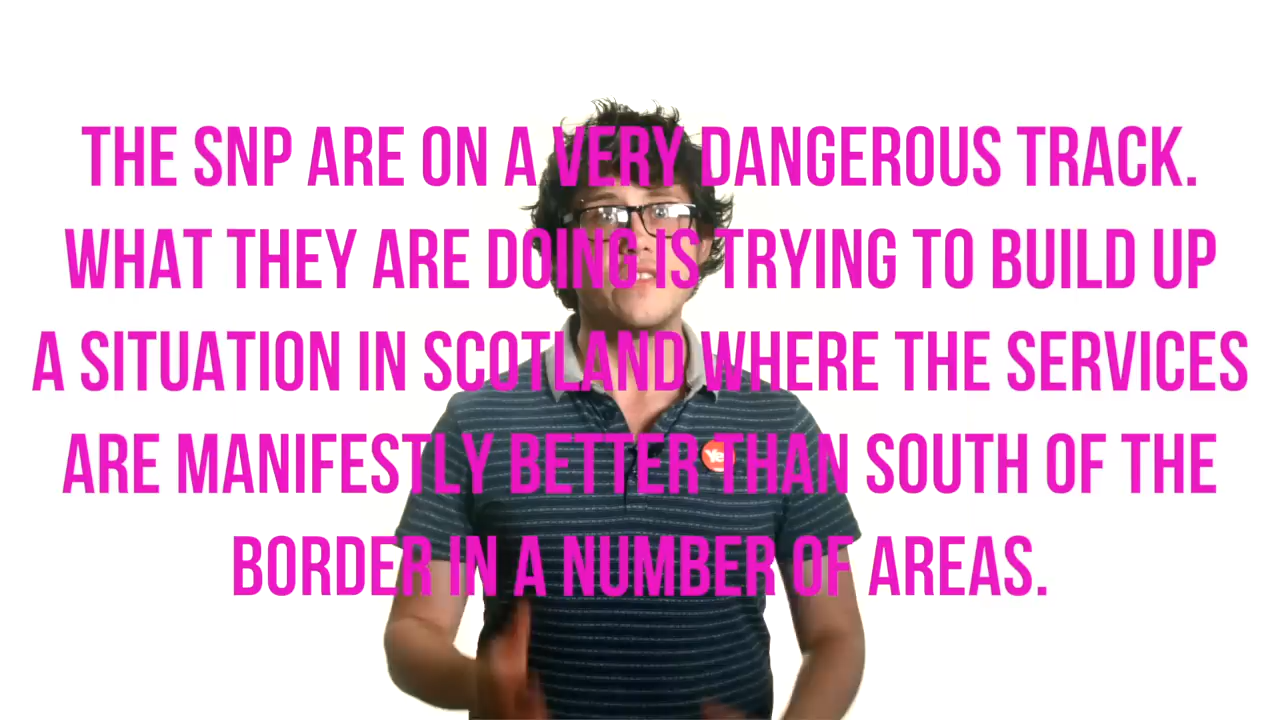 THE SNP ARE ON A VERY DANGEROUS TRACK.
WHAT THEY ARE DOING IS TRYING TO BUILD UP
A SITUATION IN SCOTLAND WHERE THE SERVICES
ARE MANIFESTLY BETTER THAN SOUTH OF THE
BORDER IN A NUMBER OF AREAS.